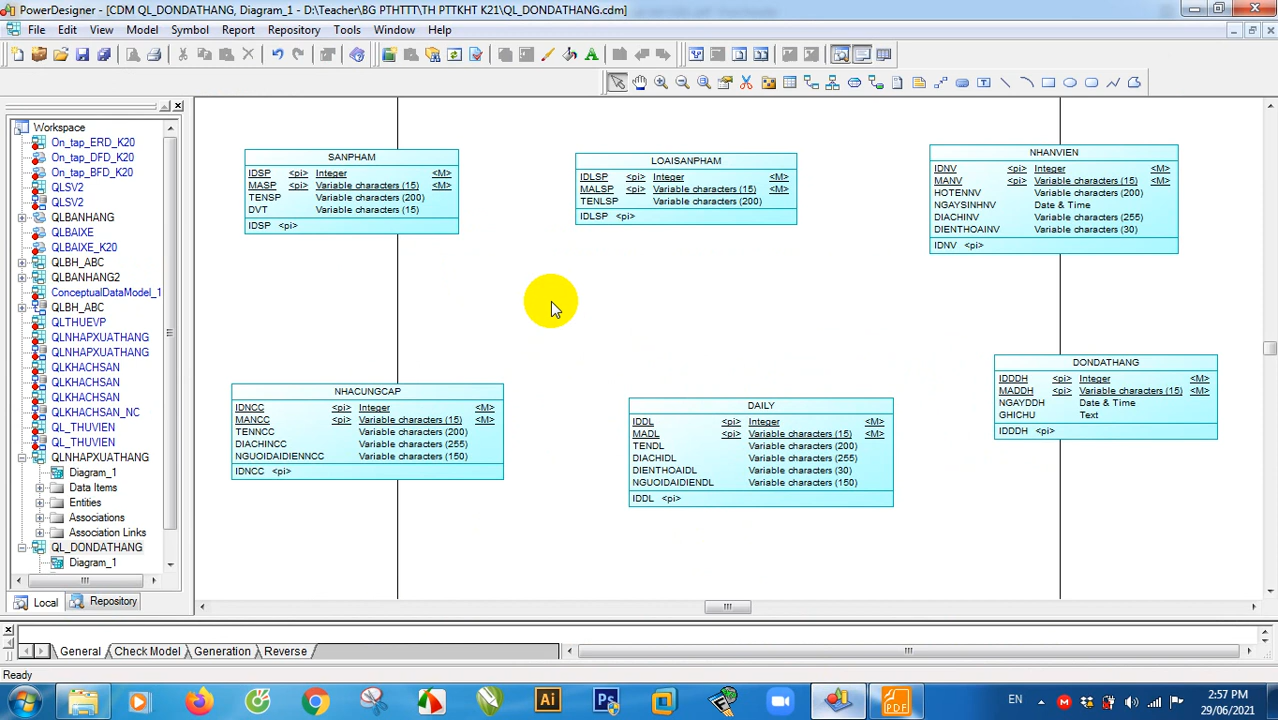 PowerDesigner - [CDM QL_DONDATHANG, Diagram_1 - D:\Teacher\BG PTHTTT\TH PTTKHT K21\QL_DONDATHANG.cdm]
File Edit View Model Symbol Report Repository Tools Window Help
Workspace
On_tap_ERD_K20
On_tap_DFD_K20
On_tap_BFD_K20
QLSV2
QLSV2
QLBANHANG
QLBAIXE
QLBAIXE_K20
QLBH_ABC
QLBANHANG2
ConceptualDataModel_1
QLBH_ABC
QLTHUEVP
QLNHAPXUATHANG
QLNHAPXUATHANG
QLKHACHSAN
QLKHACHSAN
QLKHACHSAN
QLKHACHSAN_NC
QL_THUVIEN
QL_THUVIEN
QLNHAPXUATHANG
Diagram_1
Data Items
Entities
Associations
Association Links
QL_DONDATHANG
Diagram_1
Local Repository
SANPHAM
IDSP <pi> Integer <M>
MASP <pi> Variable characters (15) <M>
TENSP Variable characters (200)
DVT Variable characters (15)
IDSP <pi>
LOAISANPHAM
IDLSP <pi> Integer <M>
MALSP <pi> Variable characters (15) <M>
TENLSP Variable characters (200)
IDLSP <pi>
NHANVIEN
IDNV <pi> Integer <M>
MANV <pi> Variable characters (15) <M>
HOTENNV Variable characters (200)
NGAYSINHNV Date & Time
DIACHINV Variable characters (255)
DIENTHOAINV Variable characters (30)
IDNV <pi>
NHACUNGCAP
IDNCC <pi> Integer <M>
MANCC <pi> Variable characters (15) <M>
TENNCC Variable characters (200)
DIACHINCC Variable characters (255)
NGUOIDAIDIENNCC Variable characters (150)
IDNCC <pi>
DAILY
IDDL <pi> Integer <M>
MADL <pi> Variable characters (15) <M>
TENDL Variable characters (200)
DIACHIDL Variable characters (255)
DIENTHOAIDL Variable characters (30)
NGUOIDAIDIENDL Variable characters (150)
IDDL <pi>
DONDATHANG
IDDDH <pi> Integer <M>
MADDH <pi> Variable characters (15) <M>
NGAYDDH Date & Time
GHICHU Text
IDDDH <pi>
General Check Model Generation Reverse
Ready
Ai Ps PDF
EN
2:57 PM
29/06/2021